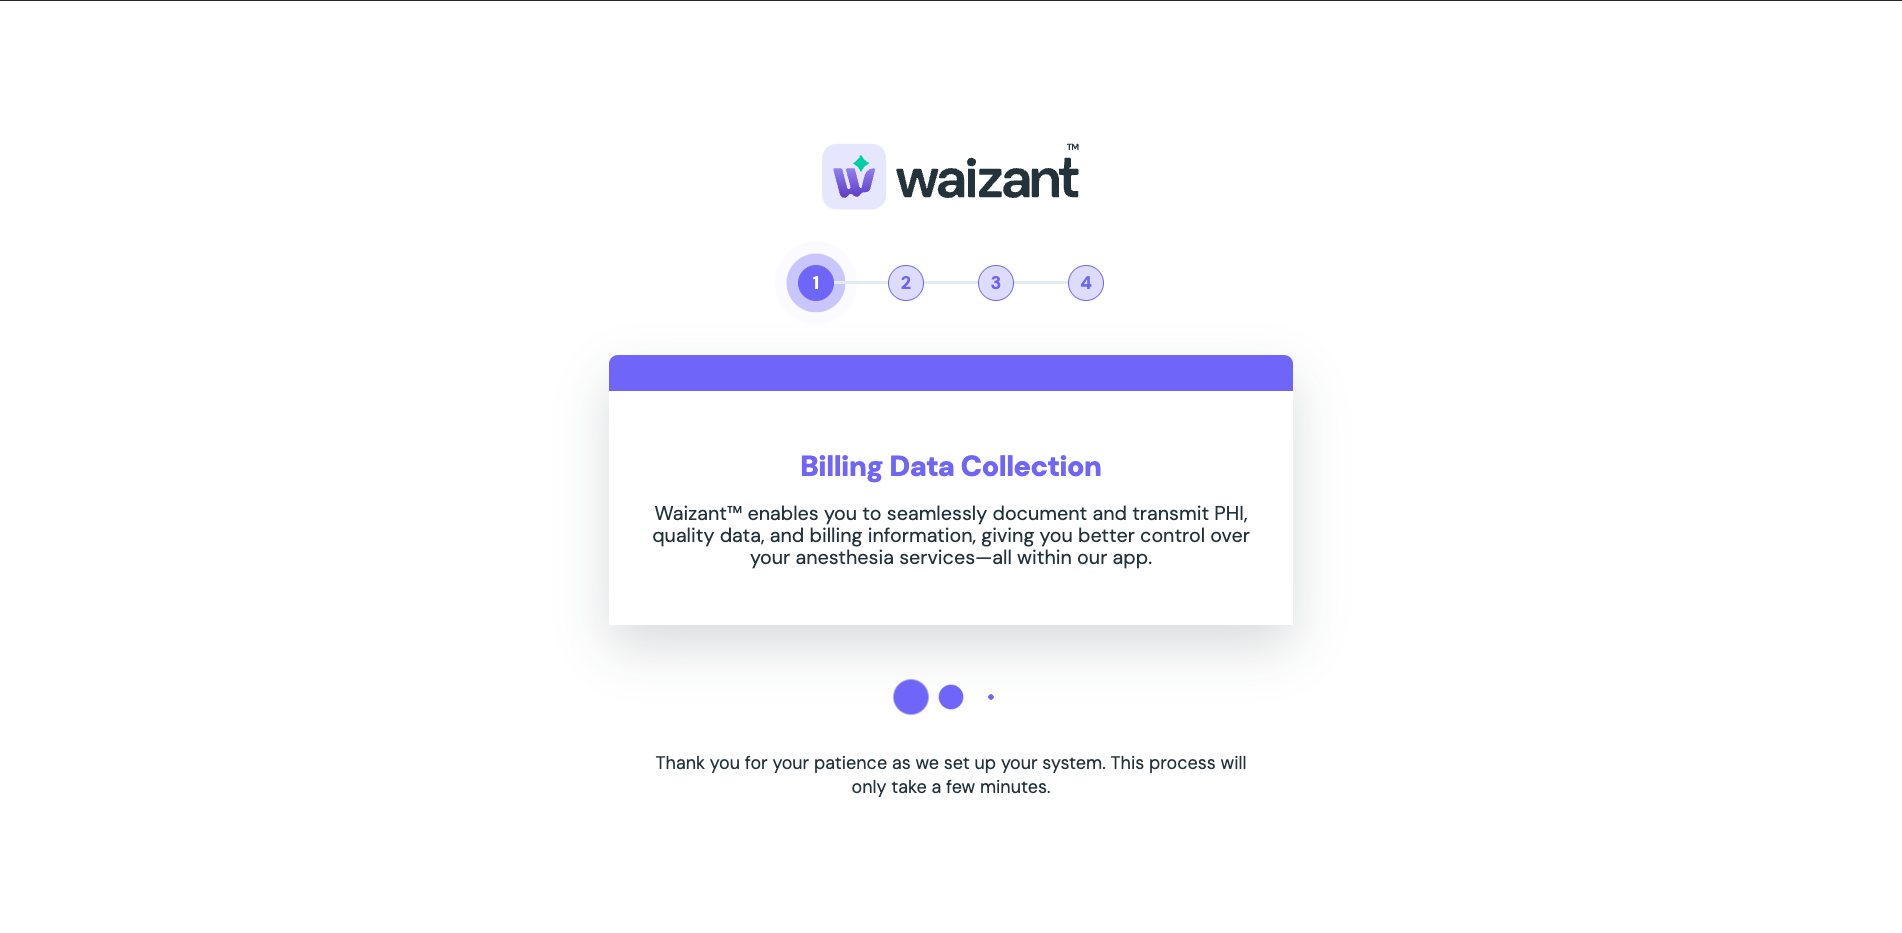 waizant™
1
2
3
4
Billing Data Collection
Waizant™ enables you to seamlessly document and transmit PHI,
quality data, and billing information, giving you better control over
your anesthesia services—all within our app.
Thank you for your patience as we set up your system. This process will
only take a few minutes.